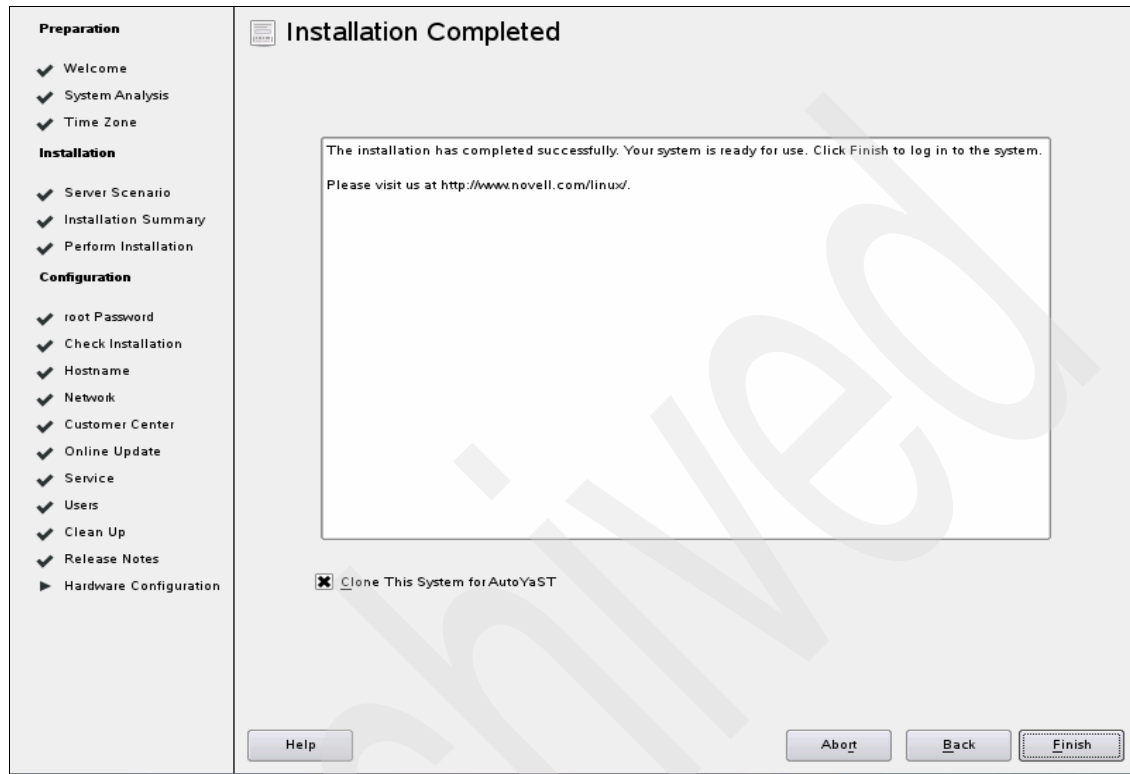 Preparation
Welcome
System Analysis
Time Zone
Installation
Server Scenario
Installation Summary
Perform Installation
Configuration
root Password
Check Installation
Hostname
Network
Customer Center
Online Update
Service
Users
Clean Up
Release Notes
Hardware Configuration
Installation Completed
The installation has completed successfully. Your system is ready for use. Click Finish to log in to the system.
Please visit us at http://www.novell.com/linux/.
Clone This System for AutoYaST
Help
Abort
Back
Finish
hived